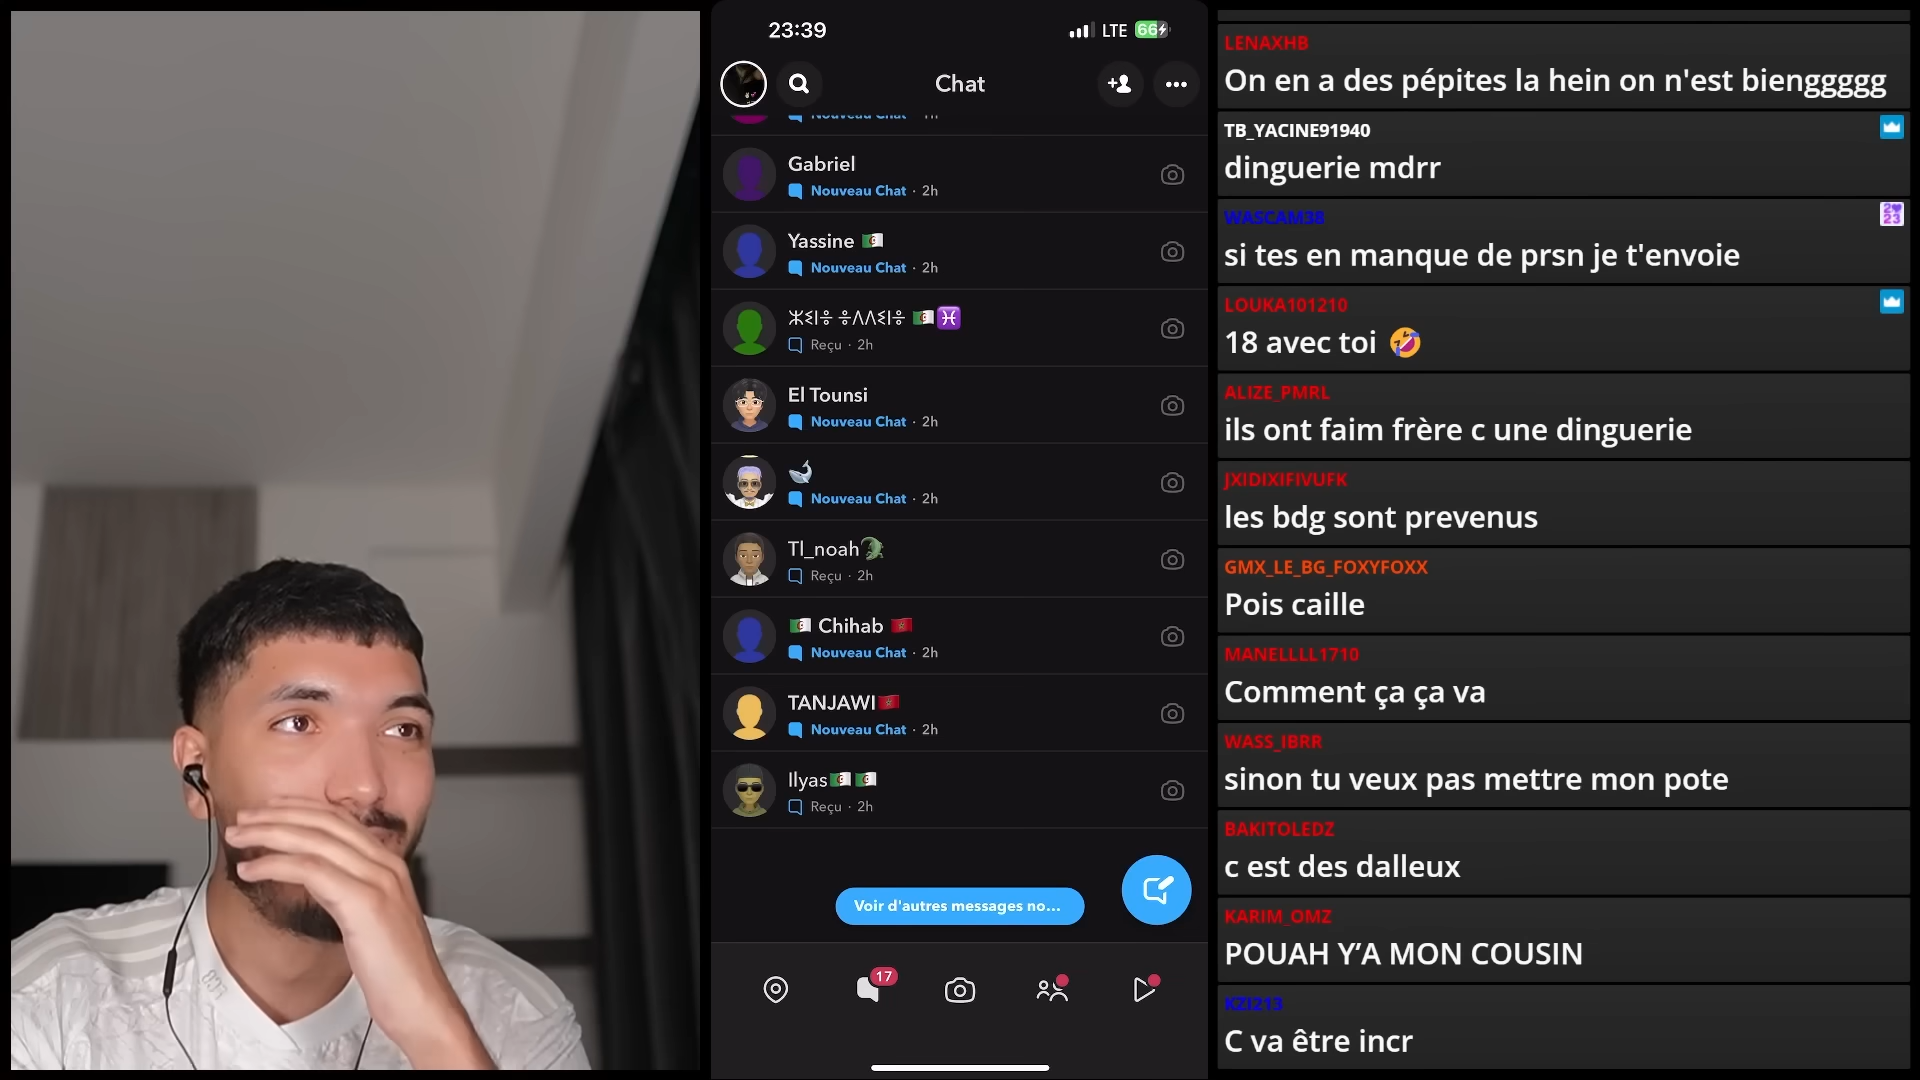 23:39
LTE 66
Chat
Nouveau Chat · 1h
Gabriel
Nouveau Chat · 2h
Yassine 🇩🇿
Nouveau Chat · 2h
ⵣⵉⵏⵓ ⵓⴷⴷⵉⵏⵓ 🇩🇿♓
Reçu · 2h
El Tounsi
Nouveau Chat · 2h
🐋
Nouveau Chat · 2h
Tl_noah🐊
Reçu · 2h
🇩🇿 Chihab 🇲🇦
Nouveau Chat · 2h
TANJAWI🇲🇦
Nouveau Chat · 2h
Ilyas🇩🇿🇩🇿
Reçu · 2h
Voir d'autres messages no...
17
LENAXHB
On en a des pépites la hein on n'est bienggggg
TB_YACINE91940
dinguerie mdrr
WASCAM38
si tes en manque de prsn je t'envoie
LOUKA101210
18 avec toi 🤣
ALIZE_PMRL
ils ont faim frère c une dinguerie
JXIDIXIFIVUFK
les bdg sont prevenus
GMX_LE_BG_FOXYFOXX
Pois caille
MANELLLL1710
Comment ça ça va
WASS_IBRR
sinon tu veux pas mettre mon pote
BAKITOLEDZ
c est des dalleux
KARIM_OMZ
POUAH Y’A MON COUSIN
KZI213
C va être incr